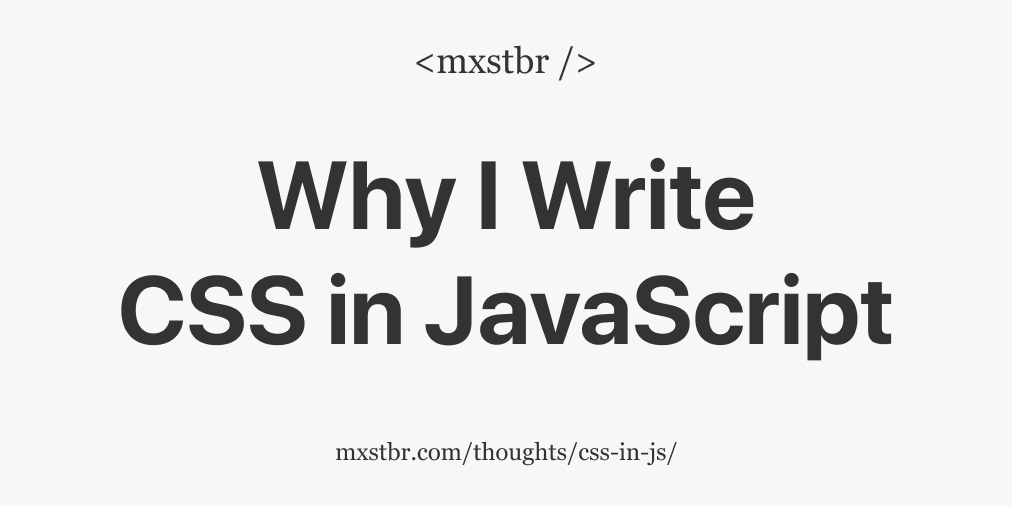 <mxstbr />
Why I Write
CSS in JavaScript
mxstbr.com/thoughts/css-in-js/